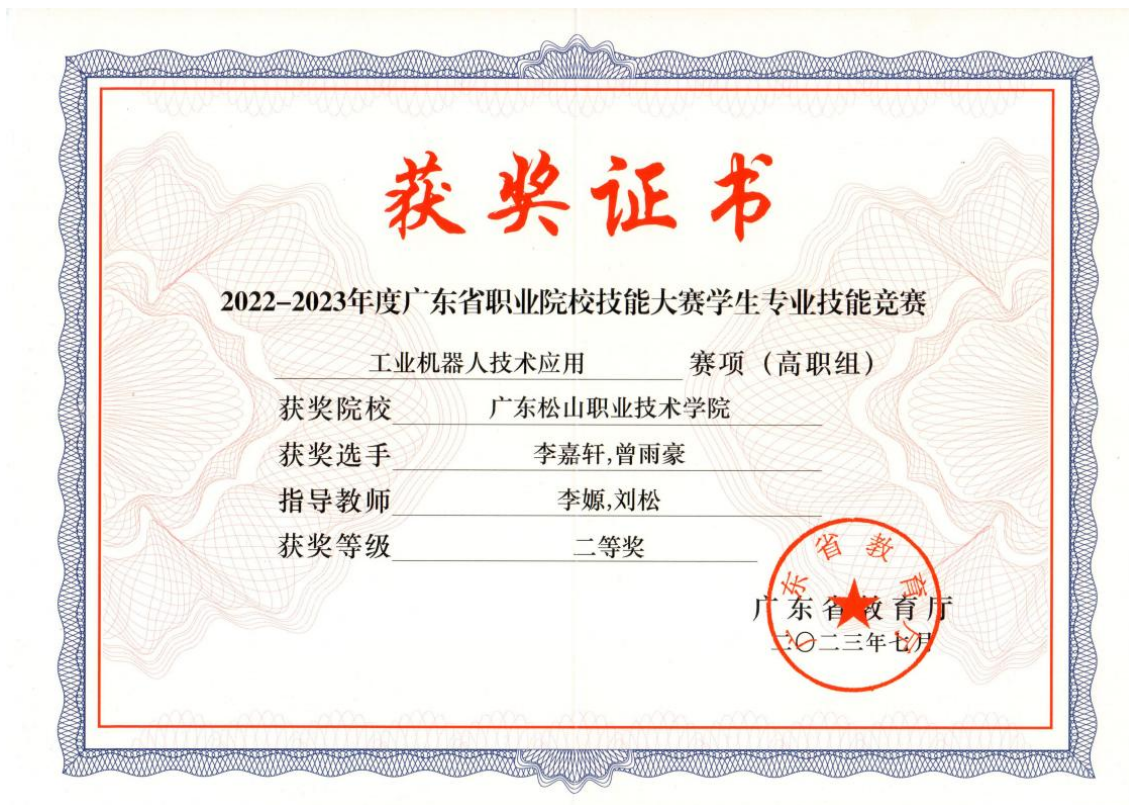 获奖证书
2022-2023年度广东省职业院校技能大赛学生专业技能竞赛
工业机器人技术应用 赛项（高职组）
获奖院校 广东松山职业技术学院
获奖选手 李嘉轩,曾雨豪
指导教师 李嫄,刘松
获奖等级 二等奖
广东省教育厅
广东省教育厅
二〇二三年七月